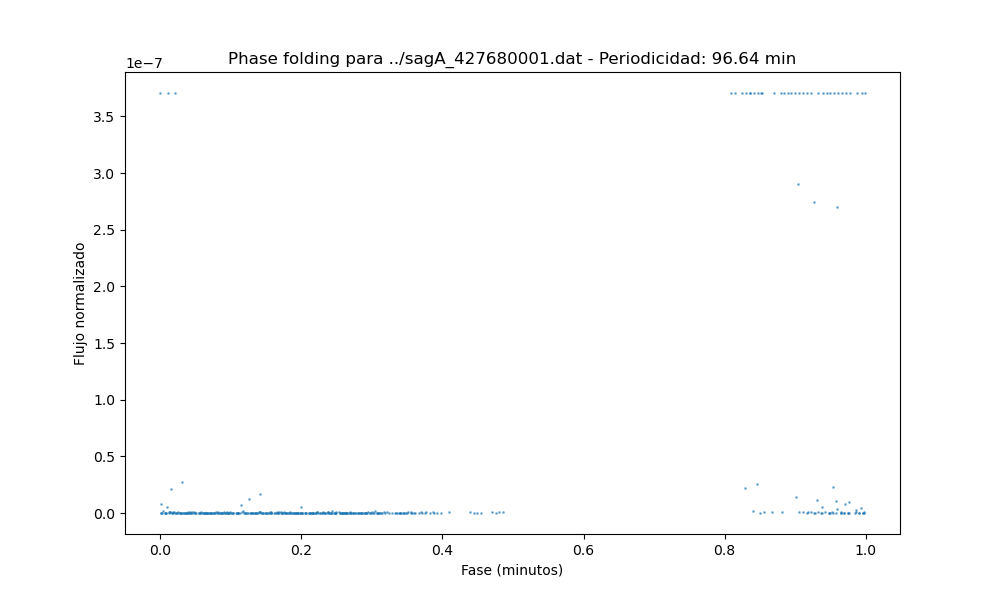 Phase folding para ../sagA_427680001.dat - Periodicidad: 96.64 min
1e−7
3.5
3.0
2.5
2.0
1.5
1.0
0.5
0.0
Flujo normalizado
0.0 0.2 0.4 0.6 0.8 1.0
Fase (minutos)